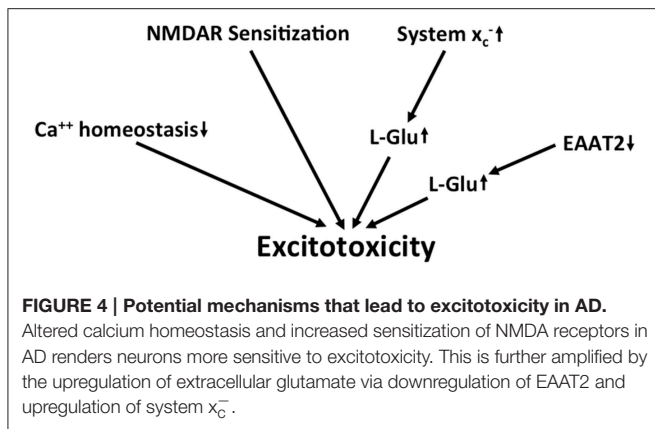 NMDAR Sensitization
System x꜀⁻↑
Ca⁺⁺ homeostasis↓
L-Glu↑
EAAT2↓
L-Glu↑
Excitotoxicity
FIGURE 4 | Potential mechanisms that lead to excitotoxicity in AD.
Altered calcium homeostasis and increased sensitization of NMDA receptors in
AD renders neurons more sensitive to excitotoxicity. This is further amplified by
the upregulation of extracellular glutamate via downregulation of EAAT2 and
upregulation of system x꜀⁻.